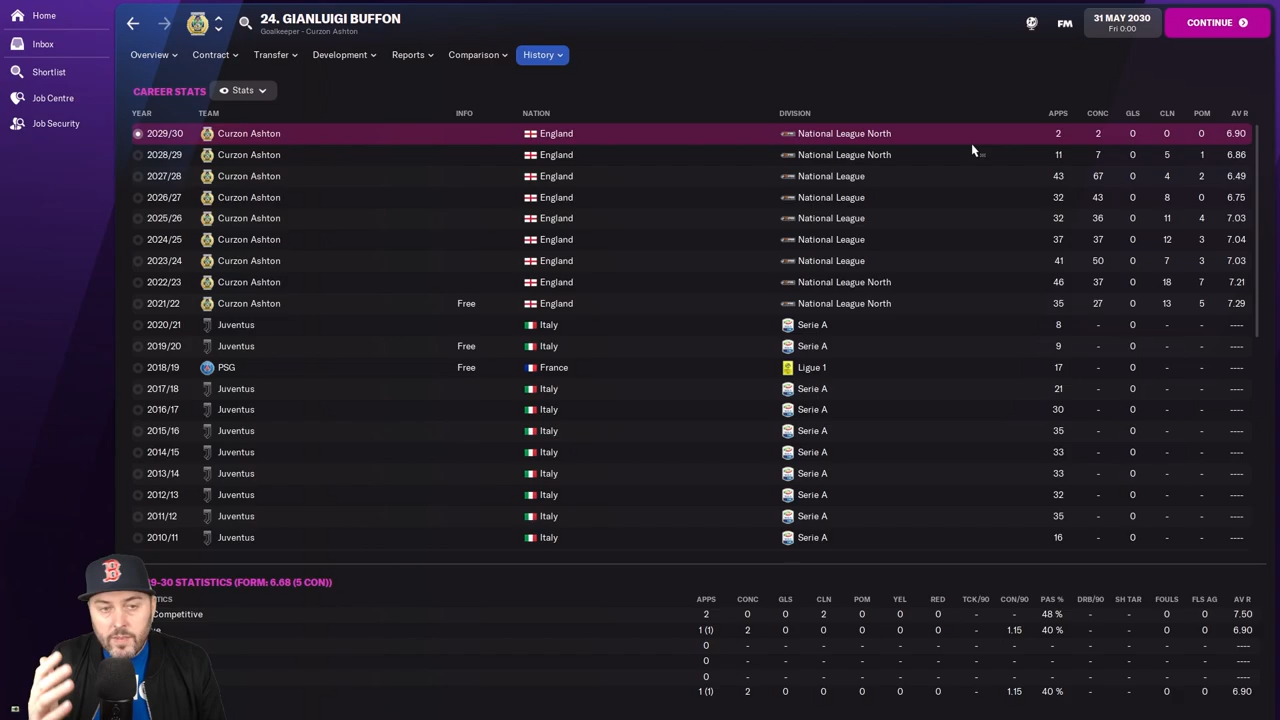 Home
Inbox
Shortlist
Job Centre
Job Security
24. GIANLUIGI BUFFON
Goalkeeper - Curzon Ashton
FM
31 MAY 2030
Fri 0:00
CONTINUE
Overview Contract Transfer Development Reports Comparison History
CAREER STATS Stats
YEAR TEAM INFO NATION DIVISION APPS CONC GLS CLN POM AV R
2029/30 Curzon Ashton England National League North 2 2 0 0 0 6.90
2028/29 Curzon Ashton England National League North 11 7 0 5 1 6.86
2027/28 Curzon Ashton England National League 43 67 0 4 2 6.49
2026/27 Curzon Ashton England National League 32 43 0 8 0 6.75
2025/26 Curzon Ashton England National League 32 36 0 11 4 7.03
2024/25 Curzon Ashton England National League 37 37 0 12 3 7.04
2023/24 Curzon Ashton England National League 41 50 0 7 3 7.03
2022/23 Curzon Ashton England National League North 46 37 0 18 7 7.21
2021/22 Curzon Ashton Free England National League North 35 27 0 13 5 7.29
2020/21 Juventus Italy Serie A 8 - 0 - - ----
2019/20 Juventus Free Italy Serie A 9 - 0 - - ----
2018/19 PSG Free France Ligue 1 17 - 0 - - ----
2017/18 Juventus Italy Serie A 21 - 0 - - ----
2016/17 Juventus Italy Serie A 30 - 0 - - ----
2015/16 Juventus Italy Serie A 35 - 0 - - ----
2014/15 Juventus Italy Serie A 33 - 0 - - ----
2013/14 Juventus Italy Serie A 33 - 0 - - ----
2012/13 Juventus Italy Serie A 32 - 0 - - ----
2011/12 Juventus Italy Serie A 35 - 0 - - ----
2010/11 Juventus Italy Serie A 16 - 0 - - ----
B
9-30 STATISTICS (FORM: 6.68 (5 CON))
TICS APPS CONC GLS CLN POM YEL RED TCK/90 CON/90 PAS % DRB/90 SH TAR FOULS FLS AG AV R
Competitive 2 0 0 2 0 0 0 - - 48 % - - 0 0 7.50
1 (1) 2 0 0 0 0 0 - 1.15 40 % - - 0 0 6.90
0 - - - - - - - - - - - - - ----
0 - - - - - - - - - - - - - ----
0 - - - - - - - - - - - - - ----
1 (1) 2 0 0 0 0 0 - 1.15 40 % - - 0 0 6.90